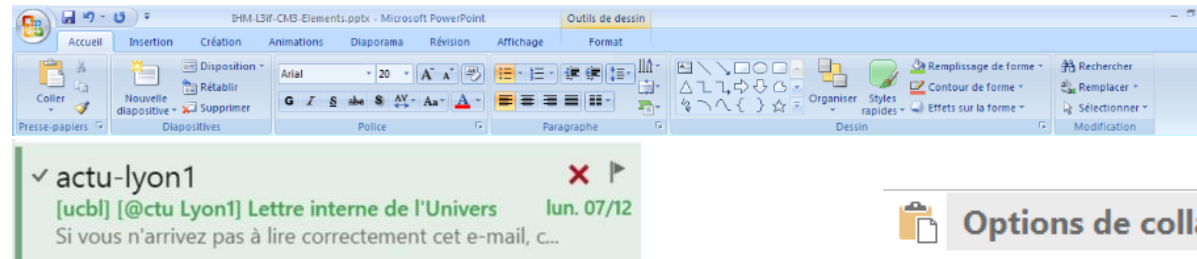 IHM-L3if-CM3-Elements.pptx - Microsoft PowerPoint
Outils de dessin
Accueil Insertion Création Animations Diaporama Révision Affichage Format
Coller
Nouvelle diapositive
Disposition
Rétablir
Supprimer
Arial 20
G I S abc S AV Aa A
Organiser
Styles rapides
Remplissage de forme
Contour de forme
Effets sur la forme
Rechercher
Remplacer
Sélectionner
Presse-papiers Diapositives Police Paragraphe Dessin Modification
actu-lyon1
[ucbl] [@ctu Lyon1] Lettre interne de l'Univers lun. 07/12
Si vous n'arrivez pas à lire correctement cet e-mail, c...
Options de colla